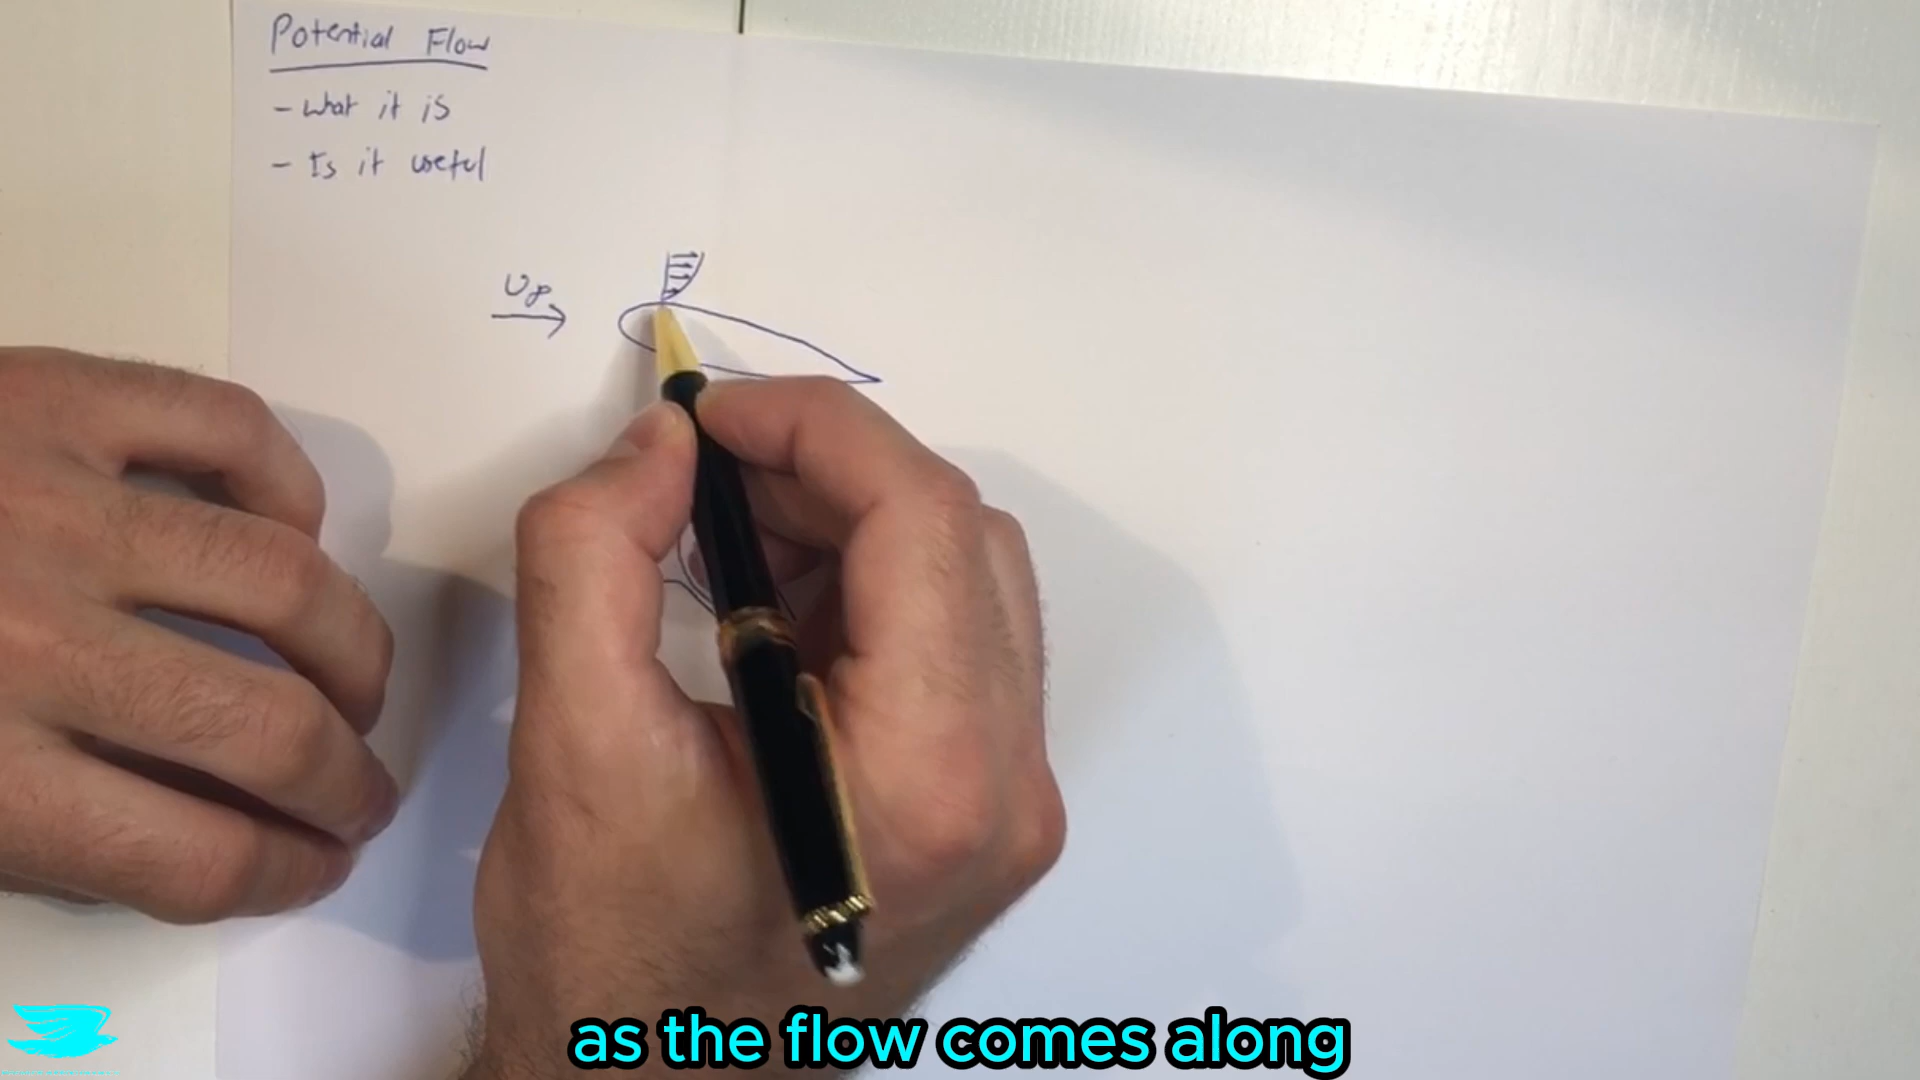 Potential Flow
- What it is
- Is it useful
U∞
as the flow comes along